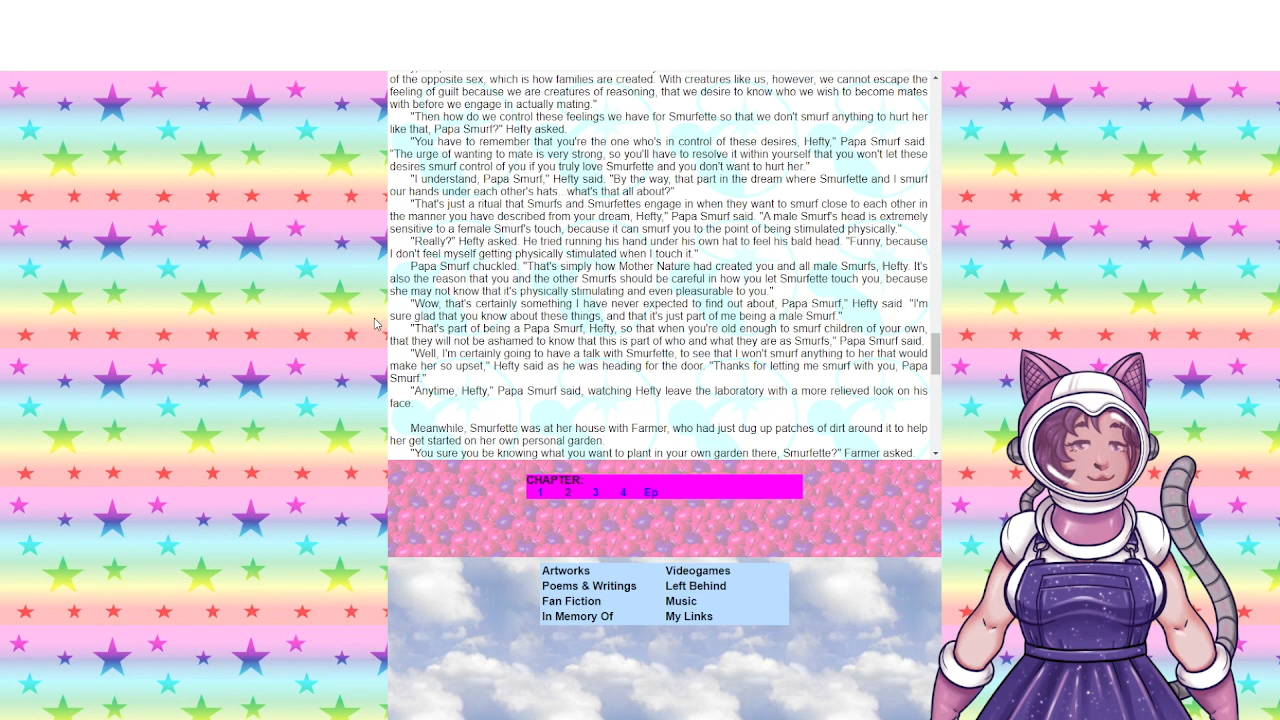 of the opposite sex, which is how families are created. With creatures like us, however, we cannot escape the
feeling of guilt because we are creatures of reasoning, that we desire to know who we wish to become mates
with before we engage in actually mating."
"Then how do we control these feelings we have for Smurfette so that we don't smurf anything to hurt her
like that, Papa Smurf?" Hefty asked.
"You have to remember that you're the one who's in control of these desires, Hefty," Papa Smurf said.
"The urge of wanting to mate is very strong, so you'll have to resolve it within yourself that you won't let these
desires smurf control of you if you truly love Smurfette and you don't want to hurt her."
"I understand, Papa Smurf," Hefty said. "By the way, that part in the dream where Smurfette and I smurf
our hands under each other's hats...what's that all about?"
"That's just a ritual that Smurfs and Smurfettes engage in when they want to smurf close to each other in
the manner you have described from your dream, Hefty," Papa Smurf said. "A male Smurf's head is extremely
sensitive to a female Smurf's touch, because it can smurf you to the point of being stimulated physically."
"Really?" Hefty asked. He tried running his hand under his own hat to feel his bald head. "Funny, because
I don't feel myself getting physically stimulated when I touch it."
Papa Smurf chuckled. "That's simply how Mother Nature had created you and all male Smurfs, Hefty. It's
also the reason that you and the other Smurfs should be careful in how you let Smurfette touch you, because
she may not know that it's physically stimulating and even pleasurable to you."
"Wow, that's certainly something I have never expected to find out about, Papa Smurf," Hefty said. "I'm
sure glad that you know about these things, and that it's just part of me being a male Smurf."
"That's part of being a Papa Smurf, Hefty, so that when you're old enough to smurf children of your own,
that they will not be ashamed to know that this is part of who and what they are as Smurfs," Papa Smurf said.
"Well, I'm certainly going to have a talk with Smurfette, to see that I won't smurf anything to her that would
make her so upset," Hefty said as he was heading for the door. "Thanks for letting me smurf with you, Papa
Smurf."
"Anytime, Hefty," Papa Smurf said, watching Hefty leave the laboratory with a more relieved look on his
face.
Meanwhile, Smurfette was at her house with Farmer, who had just dug up patches of dirt around it to help
her get started on her own personal garden.
"You sure you be knowing what you want to plant in your own garden there, Smurfette?" Farmer asked.
CHAPTER:
1 2 3 4 Ep
Artworks Videogames
Poems & Writings Left Behind
Fan Fiction Music
In Memory Of My Links